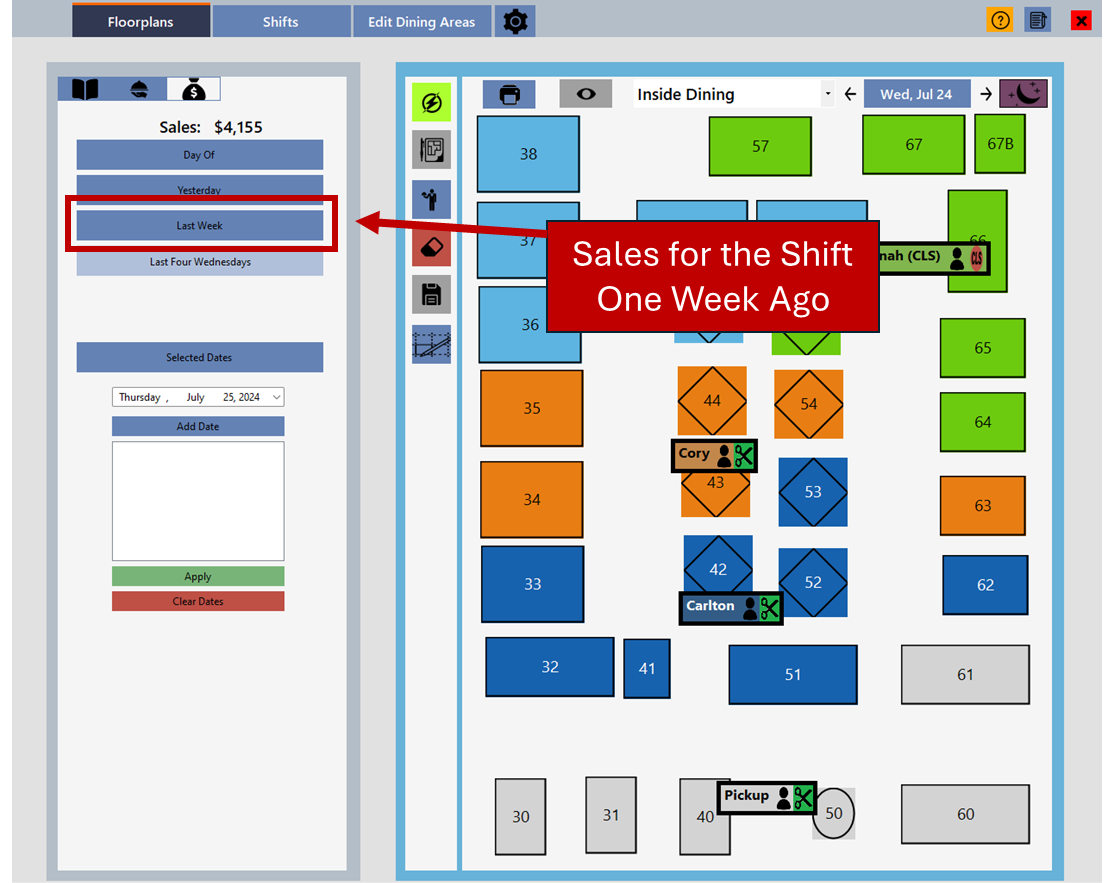 Floorplans
Shifts
Edit Dining Areas
Sales: $4,155
Day Of
Yesterday
Last Week
Last Four Wednesdays
Selected Dates
Thursday , July 25, 2024
Add Date
Apply
Clear Dates
Inside Dining
Wed, Jul 24
38
57
67
67B
37
66
nah (CLS)
CLS
Sales for the Shift
One Week Ago
36
65
35
44
54
64
Cory
34
43
53
63
33
42
52
62
Carlton
32
41
51
61
Pickup
30
31
40
50
60